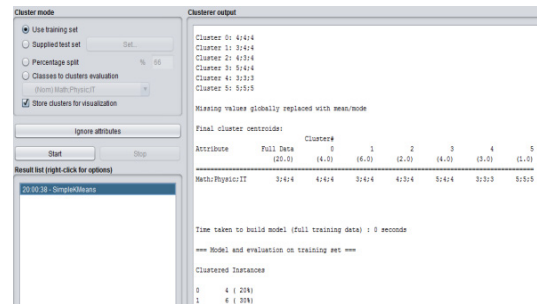 Cluster mode
Use training set
Supplied test set
Set...
Percentage split
%
66
Classes to clusters evaluation
(Nom) Math;Physic;IT
Store clusters for visualization
Ignore attributes
Start
Stop
Result list (right-click for options)
20:00:38 - SimpleKMeans
Clusterer output
Cluster 0: 4;4;4
Cluster 1: 3;4;4
Cluster 2: 4;3;4
Cluster 3: 5;4;4
Cluster 4: 3;3;3
Cluster 5: 5;5;5
Missing values globally replaced with mean/mode
Final cluster centroids:
Cluster#
Attribute Full Data 0 1 2 3 4 5
(20.0) (4.0) (6.0) (2.0) (4.0) (3.0) (1.0)
Math;Physic;IT 3;4;4 4;4;4 3;4;4 4;3;4 5;4;4 3;3;3 5;5;5
Time taken to build model (full training data) : 0 seconds
=== Model and evaluation on training set ===
Clustered Instances
0 4 ( 20%)
1 6 ( 30%)